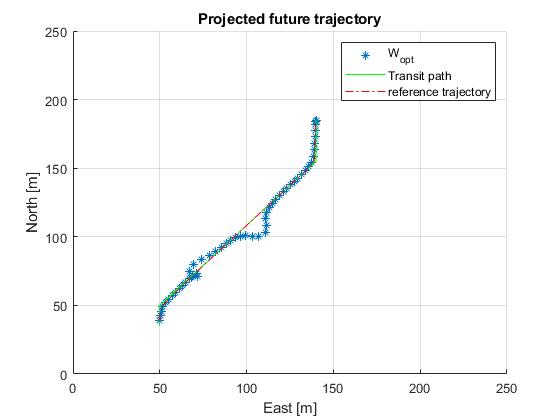 Projected future trajectory
250
200
150
100
50
0
North [m]
W_opt
Transit path
reference trajectory
0 50 100 150 200 250
East [m]